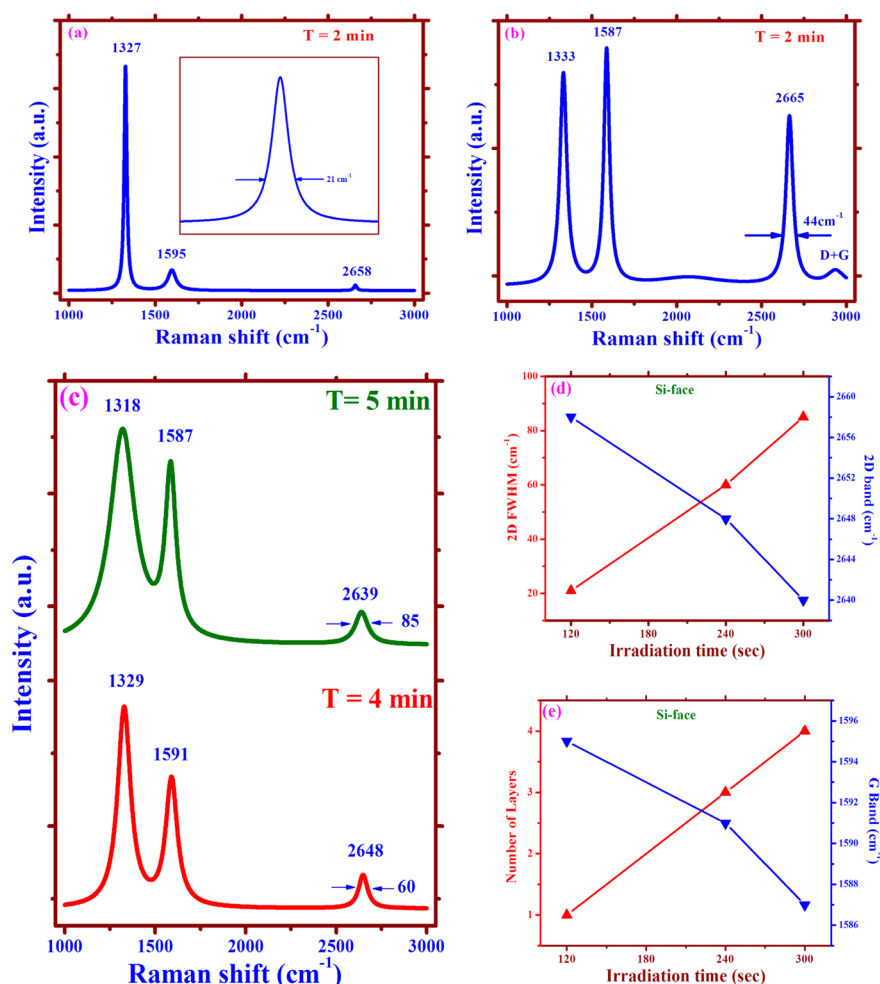 (a)
T = 2 min
1327
21 cm⁻¹
1595
2658
Intensity (a.u.)
1000 1500 2000 2500 3000
Raman shift (cm⁻¹)
(b)
T = 2 min
1333
1587
2665
44cm⁻¹
D+G
Intensity (a.u.)
1000 1500 2000 2500 3000
Raman shift (cm⁻¹)
(c)
T= 5 min
1318
1587
2639
85
T = 4 min
1329
1591
2648
60
Intensity (a.u.)
1000 1500 2000 2500 3000
Raman shift (cm⁻¹)
(d)
Si-face
100
80
60
40
20
2D FWHM (cm⁻¹)
2660
2656
2652
2648
2644
2640
2D band (cm⁻¹)
120 180 240 300
Irradiation time (sec)
(e)
Si-face
4
3
2
1
Number of Layers
1596
1594
1592
1590
1588
1586
G Band (cm⁻¹)
120 180 240 300
Irradiation time (sec)